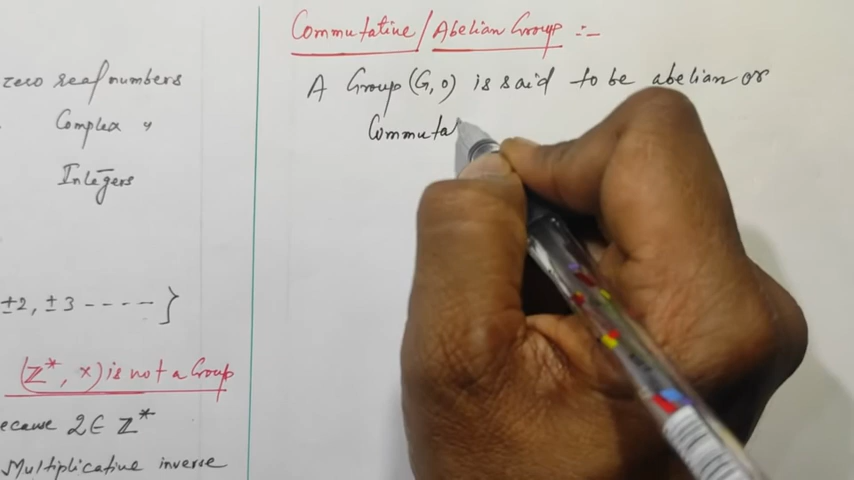 zero real numbers
Complex "
Integers
±2, ±3 ---- }
(ℤ*, ×) is not a Group
ecause 2 ∈ ℤ*
Multiplicative inverse
Commutative / Abelian Group :-
A Group (G, o) is said to be abelian or
Commuta